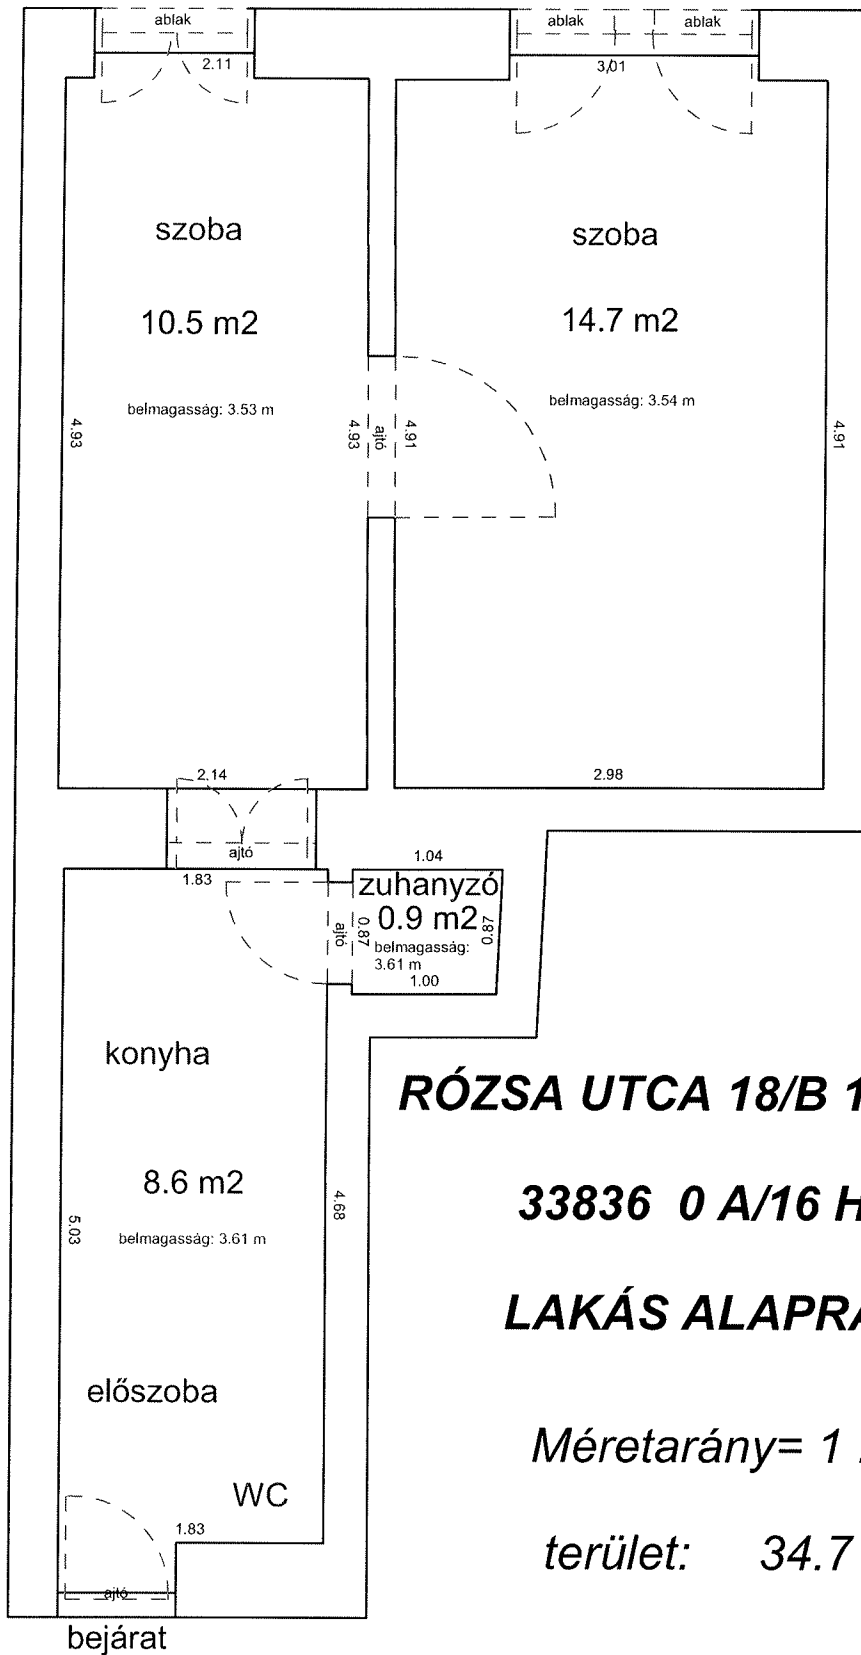 ablak
ablak
ablak
2.11
3.01
szoba
szoba
10.5 m2
14.7 m2
belmagasság: 3.53 m
belmagasság: 3.54 m
4.93
4.93
ajtó
4.91
4.91
2.14
2.98
ajtó
1.83
1.04
zuhanyzó
0.9 m2
ajtó
0.87
0.87
belmagasság:
3.61 m
1.00
konyha
RÓZSA UTCA 18/B 1
8.6 m2
33836 0 A/16 H
4.68
5.03
belmagasság: 3.61 m
LAKÁS ALAPRA
előszoba
Méretarány= 1
WC
1.83
terület: 34.7
ajtó
bejárat